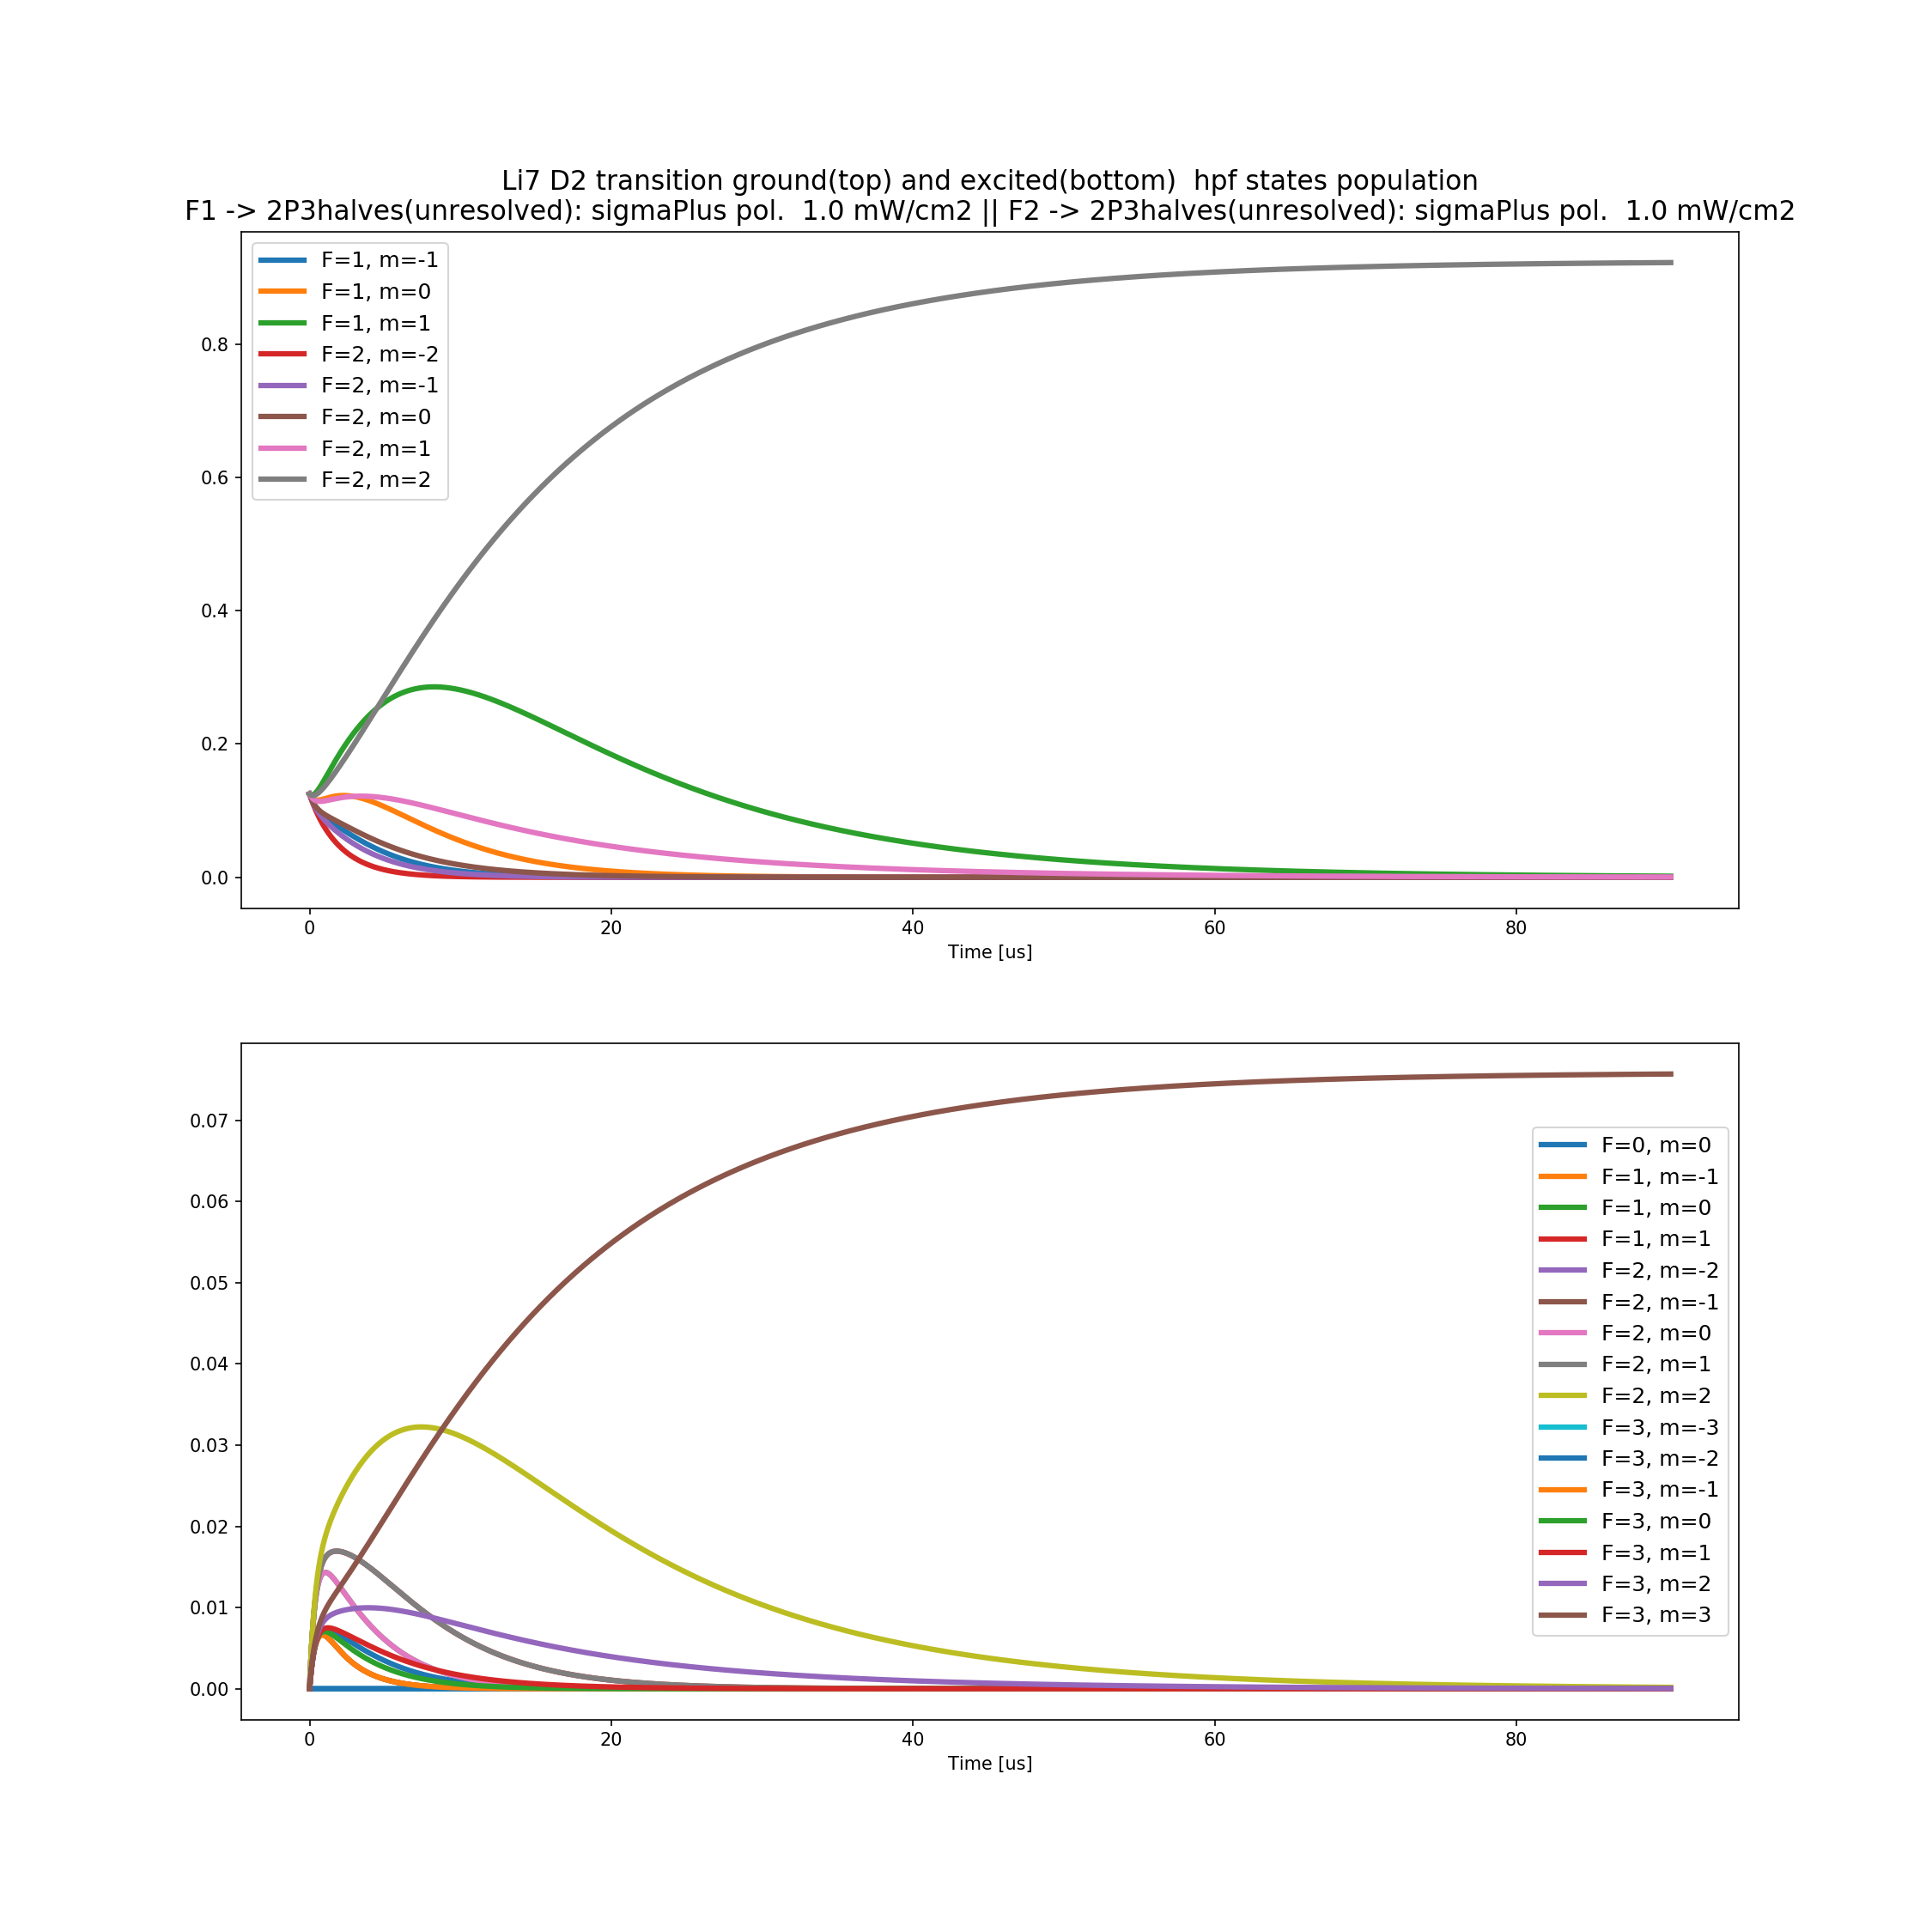 Li7 D2 transition ground(top) and excited(bottom)  hpf states population
F1 -> 2P3halves(unresolved): sigmaPlus pol.  1.0 mW/cm2 || F2 -> 2P3halves(unresolved): sigmaPlus pol.  1.0 mW/cm2
F=1, m=-1
F=1, m=0
F=1, m=1
F=2, m=-2
F=2, m=-1
F=2, m=0
F=2, m=1
F=2, m=2
0.8
0.6
0.4
0.2
0.0
0 20 40 60 80
Time [us]
0.07
0.06
0.05
0.04
0.03
0.02
0.01
0.00
F=0, m=0
F=1, m=-1
F=1, m=0
F=1, m=1
F=2, m=-2
F=2, m=-1
F=2, m=0
F=2, m=1
F=2, m=2
F=3, m=-3
F=3, m=-2
F=3, m=-1
F=3, m=0
F=3, m=1
F=3, m=2
F=3, m=3
0 20 40 60 80
Time [us]